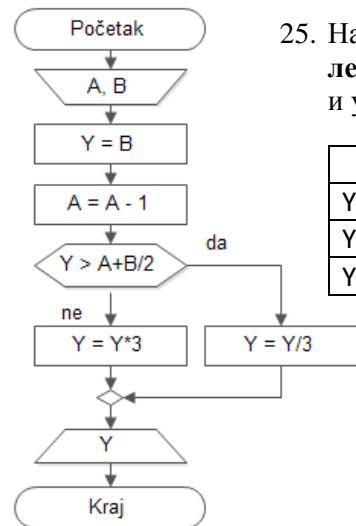 Početak
A, B
Y = B
A = A - 1
Y > A+B/2
da
ne
Y = Y*3
Y = Y/3
Y
Kraj
25. На
ле
и у
Y
Y
Y